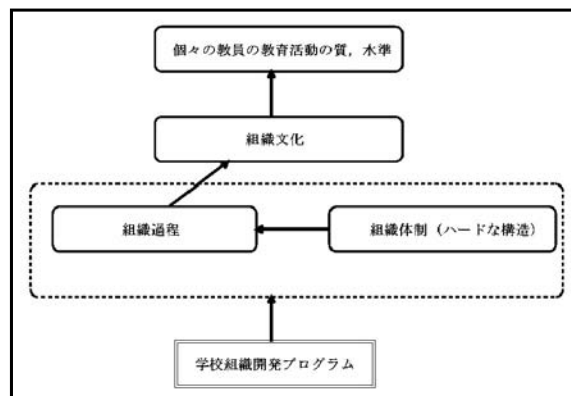 個々の教員の教育活動の質，水準
組織文化
組織過程
組織体制（ハードな構造）
学校組織開発プログラム